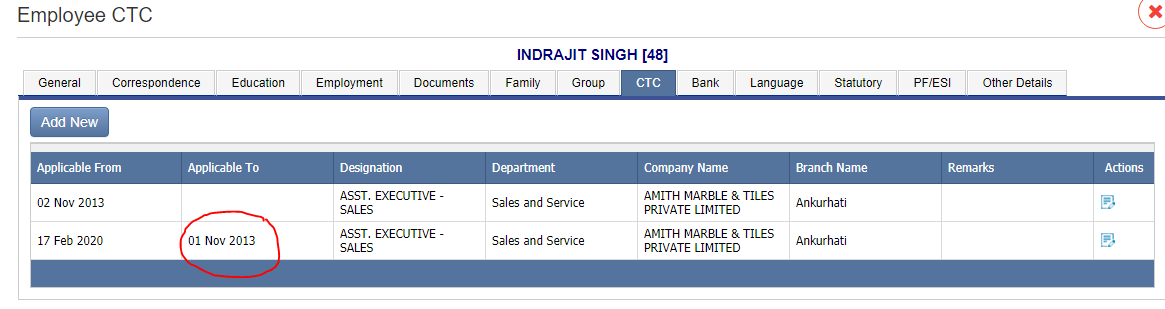 Employee CTC
INDRAJIT SINGH [48]
General Correspondence Education Employment Documents Family Group CTC Bank Language Statutory PF/ESI Other Details
Add New
Applicable From Applicable To Designation Department Company Name Branch Name Remarks Actions
02 Nov 2013 ASST. EXECUTIVE - SALES Sales and Service AMITH MARBLE & TILES PRIVATE LIMITED Ankurhati
17 Feb 2020 01 Nov 2013 ASST. EXECUTIVE - SALES Sales and Service AMITH MARBLE & TILES PRIVATE LIMITED Ankurhati